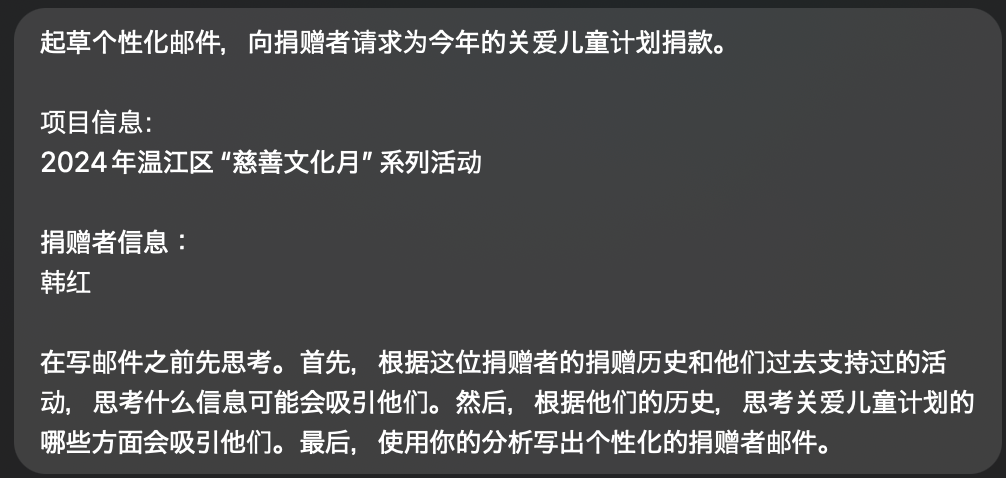 起草个性化邮件，向捐赠者请求为今年的关爱儿童计划捐款。
项目信息：
2024年温江区“慈善文化月”系列活动
捐赠者信息：
韩红
在写邮件之前先思考。首先，根据这位捐赠者的捐赠历史和他们过去支持过的活
动，思考什么信息可能会吸引他们。然后，根据他们的历史，思考关爱儿童计划的
哪些方面会吸引他们。最后，使用你的分析写出个性化的捐赠者邮件。